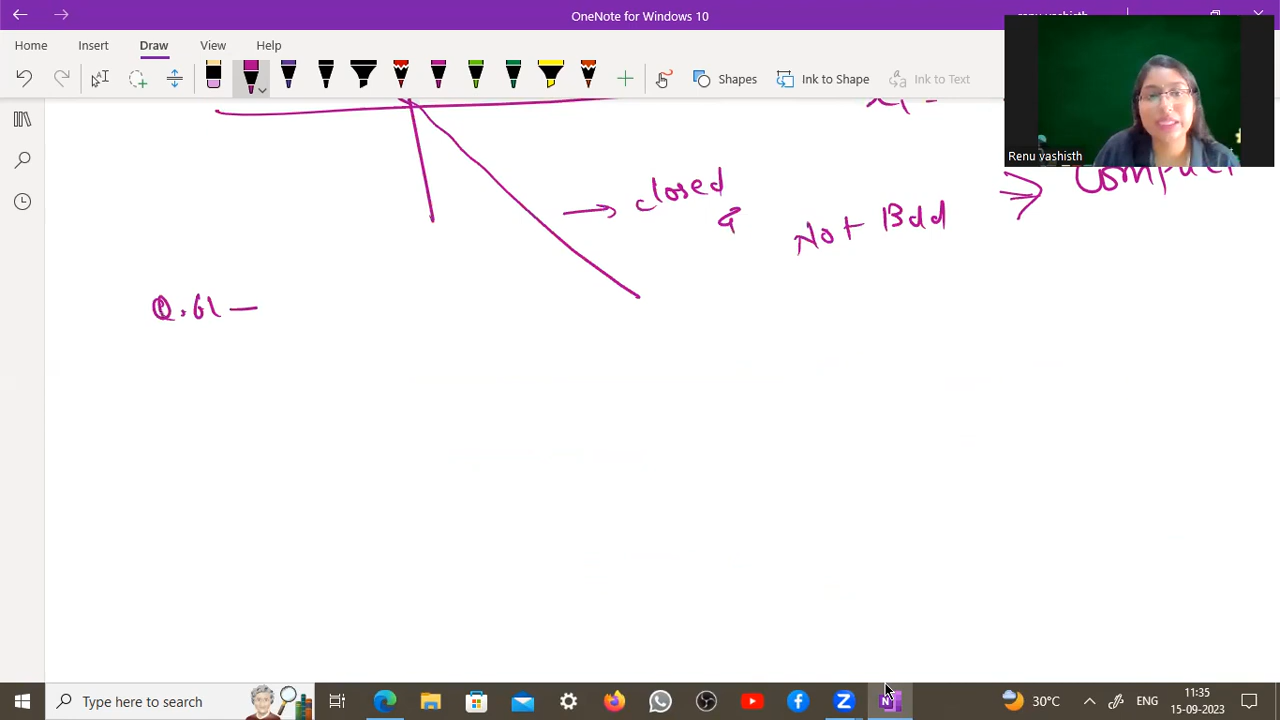 OneNote for Windows 10
Home Insert Draw View Help
Shapes Ink to Shape Ink to Text
Renu vashisth
closed
&
Not Bdd
Q.61 —
Type here to search
30°C
ENG
11:35
15-09-2023